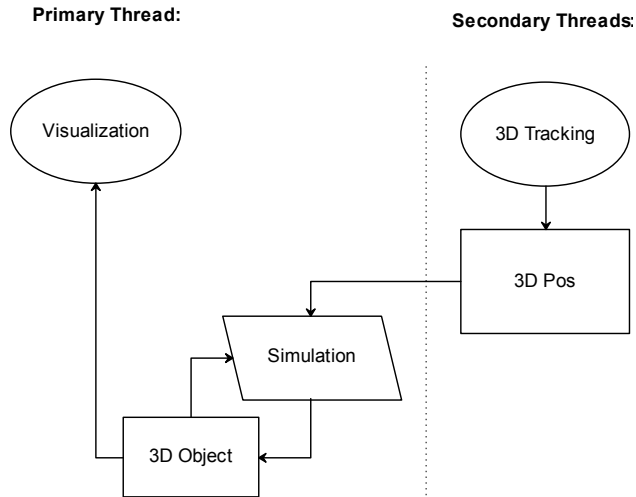 Primary Thread:
Secondary Threads:
Visualization
3D Tracking
3D Pos
Simulation
3D Object